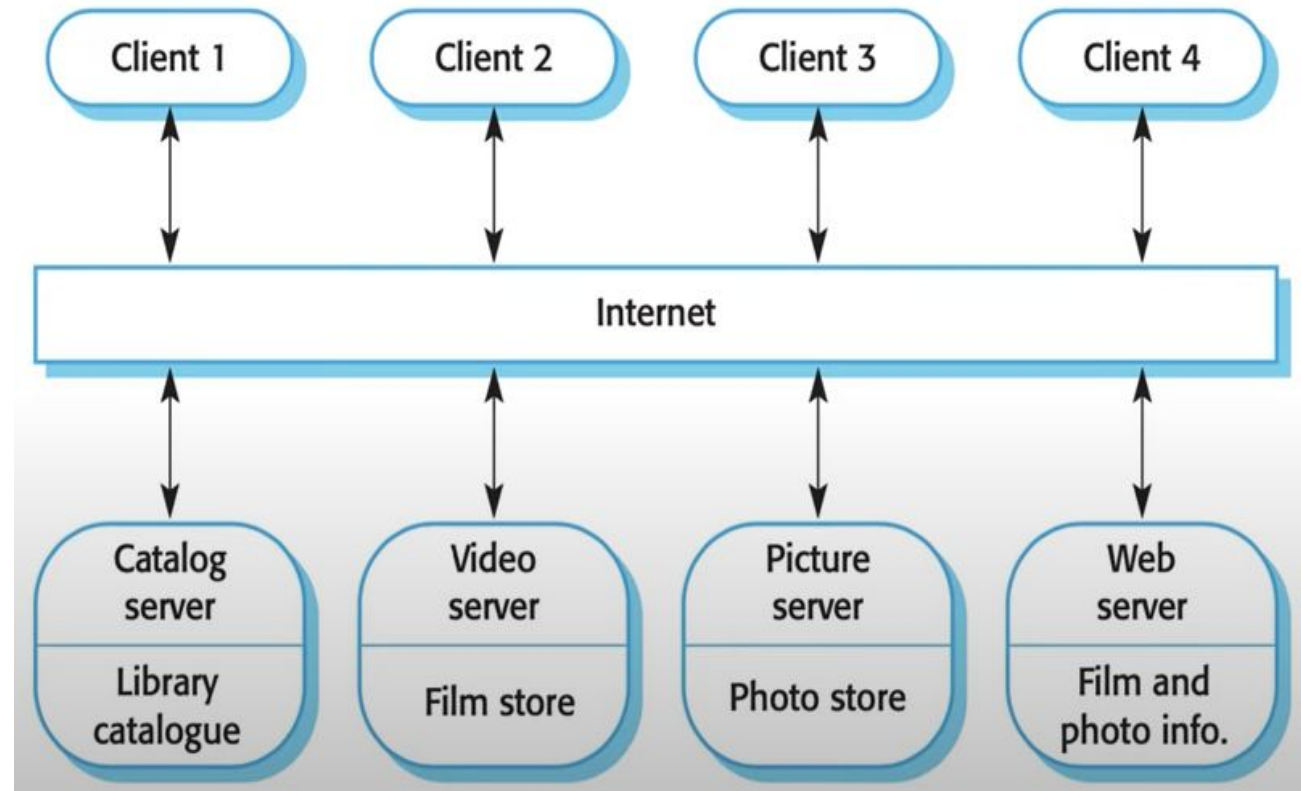 Client 1
Client 2
Client 3
Client 4
Internet
Catalog
server
Library
catalogue
Video
server
Film store
Picture
server
Photo store
Web
server
Film and
photo info.